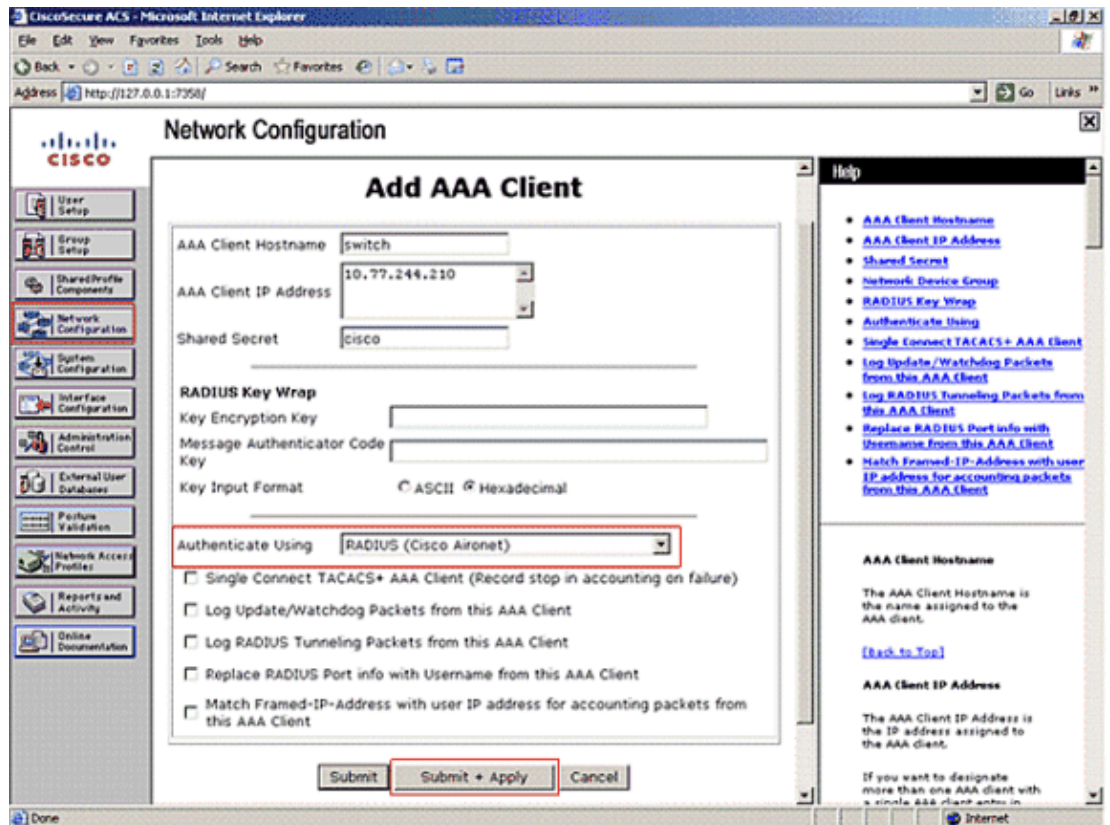 CiscoSecure ACS - Microsoft Internet Explorer
File Edit View Favorites Tools Help
Back Search Favorites
Address http://127.0.0.1:7358/ Go Links »
CISCO
Network Configuration
User Setup
Group Setup
SharedProfile Components
Network Configuration
System Configuration
Interface Configuration
Administration Control
External User Databases
Posture Validation
Network Access Profiles
Reports and Activity
Online Documentation
Add AAA Client
AAA Client Hostname switch
AAA Client IP Address 10.77.244.210
Shared Secret cisco
RADIUS Key Wrap
Key Encryption Key
Message Authenticator Code
Key
Key Input Format ASCII Hexadecimal
Authenticate Using RADIUS (Cisco Aironet)
Single Connect TACACS+ AAA Client (Record stop in accounting on failure)
Log Update/Watchdog Packets from this AAA Client
Log RADIUS Tunneling Packets from this AAA Client
Replace RADIUS Port info with Username from this AAA Client
Match Framed-IP-Address with user IP address for accounting packets from
this AAA Client
Submit Submit + Apply Cancel
Help
AAA Client Hostname
AAA Client IP Address
Shared Secret
Network Device Group
RADIUS Key Wrap
Authenticate Using
Single Connect TACACS+ AAA Client
Log Update/Watchdog Packets
from this AAA Client
Log RADIUS Tunneling Packets from
this AAA Client
Replace RADIUS Port info with
Username from this AAA Client
Match Framed-IP-Address with user
IP address for accounting packets
from this AAA Client
AAA Client Hostname
The AAA Client Hostname is
the name assigned to the
AAA client.
[Back to Top]
AAA Client IP Address
The AAA Client IP Address is
the IP address assigned to
the AAA client.
If you want to designate
more than one AAA client with
a single AAA client entry in
Done Internet